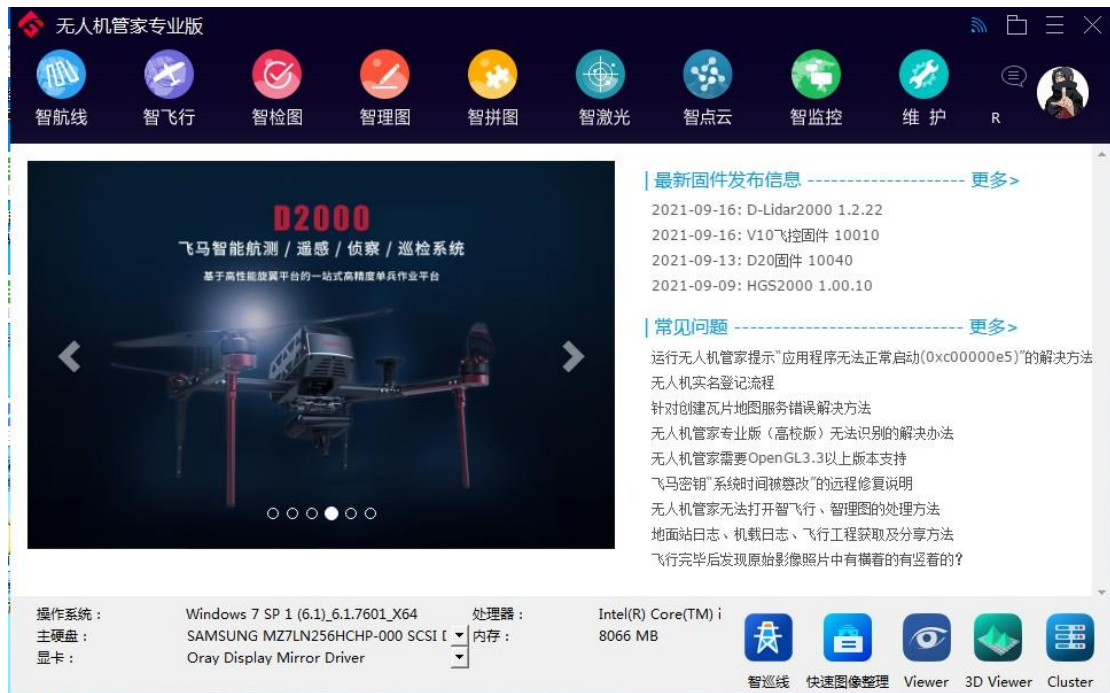 无人机管家专业版
智航线 智飞行 智检图 智理图 智拼图 智激光 智点云 智监控 维 护 R
D2000
飞马智能航测 / 遥感 / 侦察 / 巡检系统
基于高性能旋翼平台的一站式高精度单兵作业平台
最新固件发布信息 -------------------- 更多>
2021-09-16: D-Lidar2000 1.2.22
2021-09-16: V10飞控固件 10010
2021-09-13: D20固件 10040
2021-09-09: HGS2000 1.00.10
常见问题 ----------------------------- 更多>
运行无人机管家提示"应用程序无法正常启动(0xc00000e5)"的解决方法
无人机实名登记流程
针对创建瓦片地图服务错误解决方法
无人机管家专业版（高校版）无法识别的解决办法
无人机管家需要OpenGL3.3以上版本支持
飞马密钥"系统时间被篡改"的远程修复说明
无人机管家无法打开智飞行、智理图的处理方法
地面站日志、机载日志、飞行工程获取及分享方法
飞行完毕后发现原始影像照片中有横着的有竖着的?
操作系统： Windows 7 SP 1 (6.1)_6.1.7601_X64 处理器： Intel(R) Core(TM) i
主硬盘： SAMSUNG MZ7LN256HCHP-000 SCSI 内存： 8066 MB
显卡： Oray Display Mirror Driver
智巡线 快速图像整理 Viewer 3D Viewer Cluster